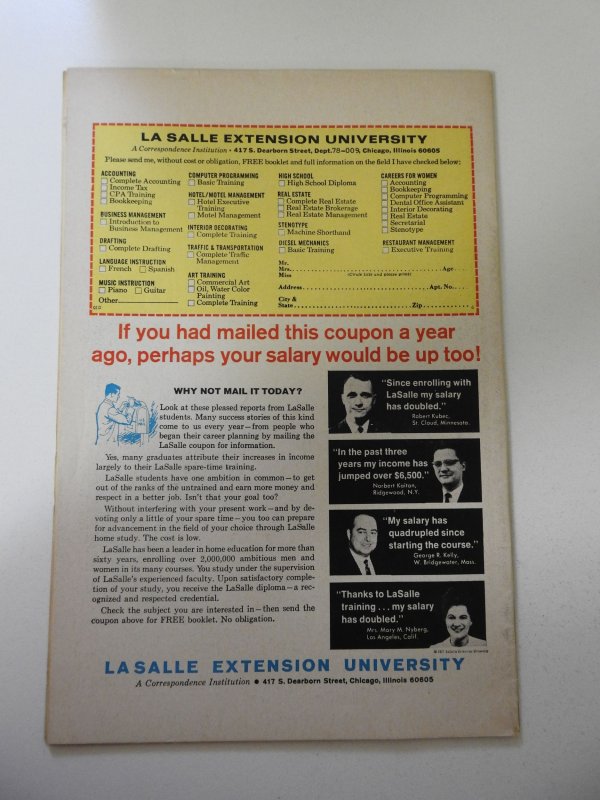 LA SALLE EXTENSION UNIVERSITY
A Correspondence Institution • 417 S. Dearborn Street, Dept. 78-009, Chicago, Illinois 60605
Please send me, without cost or obligation, FREE booklet and full information on the field I have checked below:
ACCOUNTING
Complete Accounting
Income Tax
CPA Training
Bookkeeping
BUSINESS MANAGEMENT
Introduction to
Business Management
DRAFTING
Complete Drafting
LANGUAGE INSTRUCTION
French Spanish
MUSIC INSTRUCTION
Piano Guitar
Other
COMPUTER PROGRAMMING
Basic Training
HOTEL/MOTEL MANAGEMENT
Hotel Executive
Training
Motel Management
INTERIOR DECORATING
Complete Training
TRAFFIC & TRANSPORTATION
Complete Traffic
Management
ART TRAINING
Commercial Art
Oil, Water Color
Painting
Complete Training
HIGH SCHOOL
High School Diploma
REAL ESTATE
Complete Real Estate
Real Estate Brokerage
Real Estate Management
STENOTYPE
Machine Shorthand
DIESEL MECHANICS
Basic Training
CAREERS FOR WOMEN
Accounting
Bookkeeping
Computer Programming
Dental Office Assistant
Interior Decorating
Real Estate
Secretarial
Stenotype
RESTAURANT MANAGEMENT
Executive Training
Mr.
Mrs. Age
Miss (Circle title and please print)
Address Apt. No.
City &
State Zip
If you had mailed this coupon a year
ago, perhaps your salary would be up too!
WHY NOT MAIL IT TODAY?
Look at these pleased reports from LaSalle
students. Many success stories of this kind
come to us every year—from people who
began their career planning by mailing the
LaSalle coupon for information.
Yes, many graduates attribute their increases in income
largely to their LaSalle spare-time training.
LaSalle students have one ambition in common—to get
out of the ranks of the untrained and earn more money and
respect in a better job. Isn't that your goal too?
Without interfering with your present work—and by de-
voting only a little of your spare time—you too can prepare
for advancement in the field of your choice through LaSalle
home study. The cost is low.
LaSalle has been a leader in home education for more than
sixty years, enrolling over 2,000,000 ambitious men and
women in its many courses. You study under the supervision
of LaSalle's experienced faculty. Upon satisfactory comple-
tion of your study, you receive the LaSalle diploma—a rec-
ognized and respected credential.
Check the subject you are interested in—then send the
coupon above for FREE booklet. No obligation.
"Since enrolling with
LaSalle my salary
has doubled."
Robert Kubec,
St. Cloud, Minnesota.
"In the past three
years my income has
jumped over $6,500."
Norbert Kaitan,
Ridgewood, N.Y.
"My salary has
quadrupled since
starting the course."
George R. Kelly,
W. Bridgewater, Mass.
"Thanks to LaSalle
training . . . my salary
has doubled."
Mrs. Mary M. Nyberg,
Los Angeles, Calif.
LASALLE EXTENSION UNIVERSITY
A Correspondence Institution • 417 S. Dearborn Street, Chicago, Illinois 60605